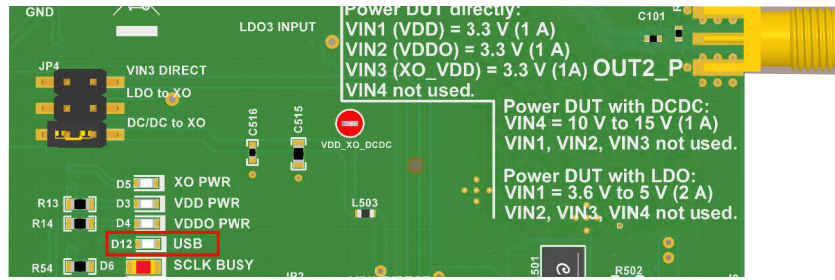 GND
LDO3 INPUT
Power DUT directly:
VIN1 (VDD) = 3.3 V (1 A)
VIN2 (VDDO) = 3.3 V (1 A)
VIN3 (XO_VDD) = 3.3 V (1A)
VIN4 not used.
C101
R
OUT2_P
JP4
VIN3 DIRECT
LDO to XO
DC/DC to XO
C516
C515
VDD_XO_DCDC
Power DUT with DCDC:
VIN4 = 10 V to 15 V (1 A)
VIN1, VIN2, VIN3 not used.
Power DUT with LDO:
VIN1 = 3.6 V to 5 V (2 A)
VIN2, VIN3, VIN4 not used.
D5 XO PWR
R13 D3 VDD PWR
R14 D4 VDDO PWR
D12 USB
R54 D6 SCLK BUSY
L503
L501
R502
JP2
VIN1 DIRECT